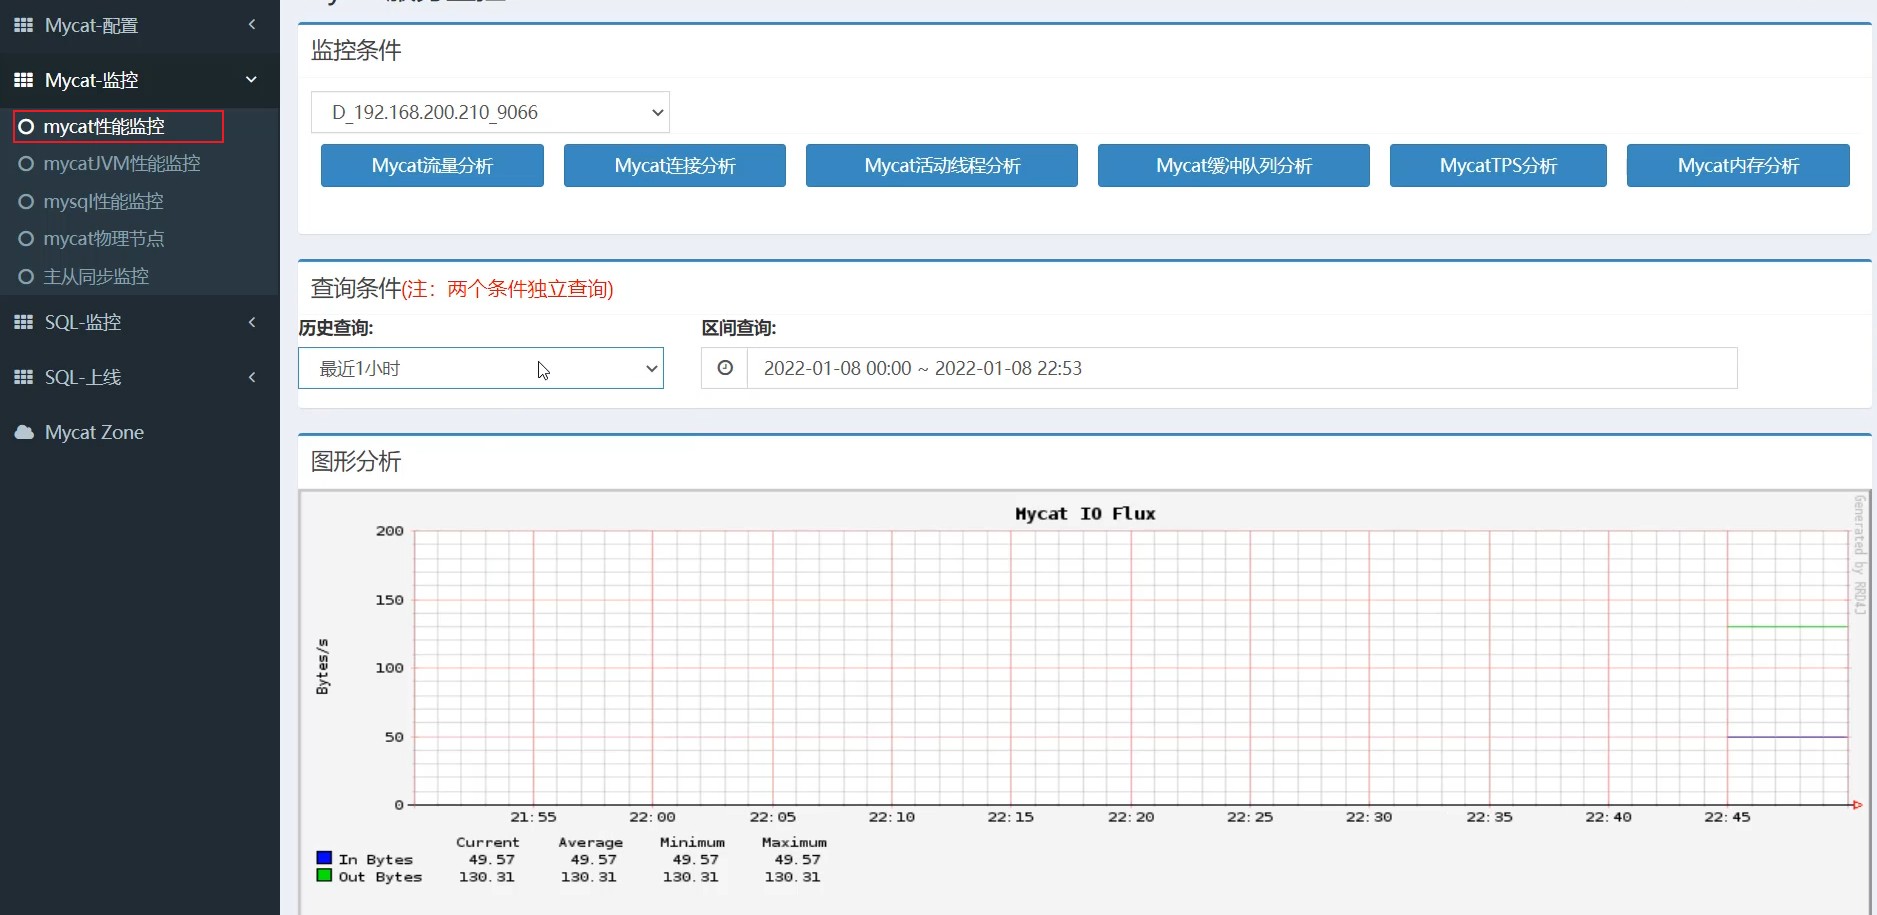 Mycat-配置
Mycat-监控
mycat性能监控
mycatJVM性能监控
mysql性能监控
mycat物理节点
主从同步监控
SQL-监控
SQL-上线
Mycat Zone
监控条件
D_192.168.200.210_9066
Mycat流量分析 Mycat连接分析 Mycat活动线程分析 Mycat缓冲队列分析 MycatTPS分析 Mycat内存分析
查询条件(注：两个条件独立查询)
历史查询: 区间查询:
最近1小时 2022-01-08 00:00 ~ 2022-01-08 22:53
图形分析
Mycat IO Flux
Generated by RRD4J
Bytes/s
200
150
100
50
0
21:55 22:00 22:05 22:10 22:15 22:20 22:25 22:30 22:35 22:40 22:45
Current Average Minimum Maximum
In Bytes 49.57 49.57 49.57 49.57
Out Bytes 130.31 130.31 130.31 130.31